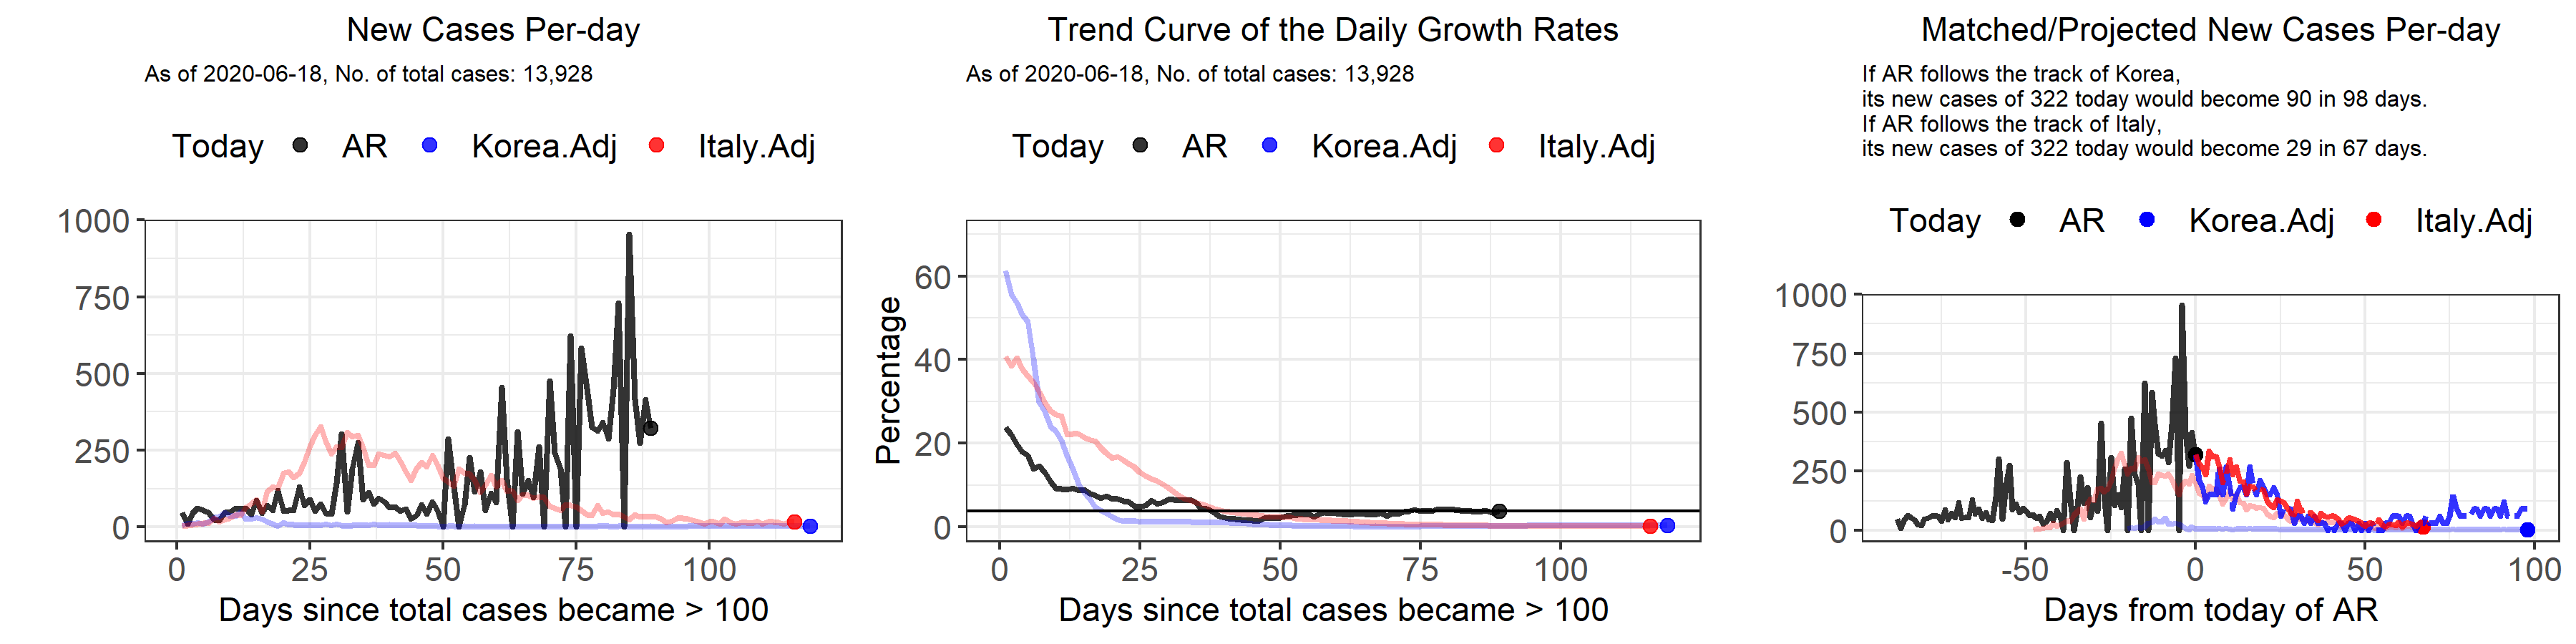 New Cases Per-day
As of 2020-06-18, No. of total cases: 13,928
Today AR Korea.Adj Italy.Adj
1000
750
500
250
0
0 25 50 75 100
Days since total cases became > 100
Trend Curve of the Daily Growth Rates
As of 2020-06-18, No. of total cases: 13,928
Today AR Korea.Adj Italy.Adj
Percentage
60
40
20
0
0 25 50 75 100
Days since total cases became > 100
Matched/Projected New Cases Per-day
If AR follows the track of Korea,
its new cases of 322 today would become 90 in 98 days.
If AR follows the track of Italy,
its new cases of 322 today would become 29 in 67 days.
Today AR Korea.Adj Italy.Adj
1000
750
500
250
0
-50 0 50 100
Days from today of AR